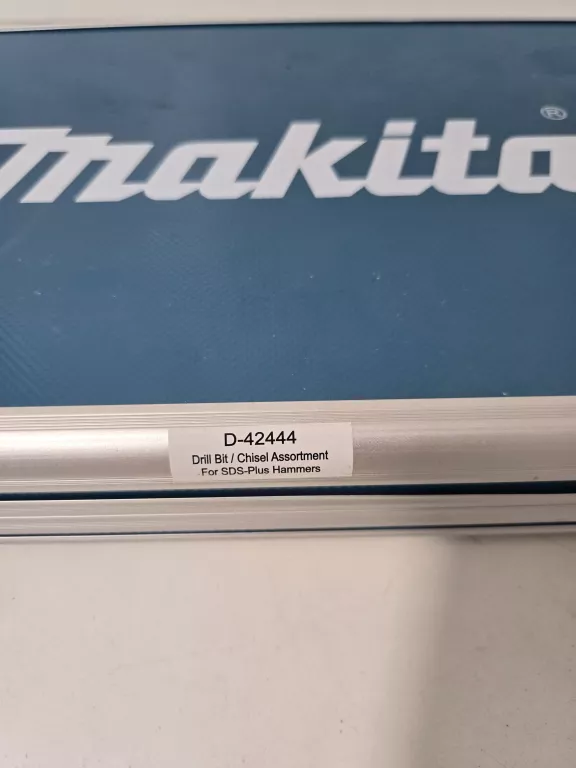 makita®
D-42444
Drill Bit / Chisel Assortment
For SDS-Plus Hammers